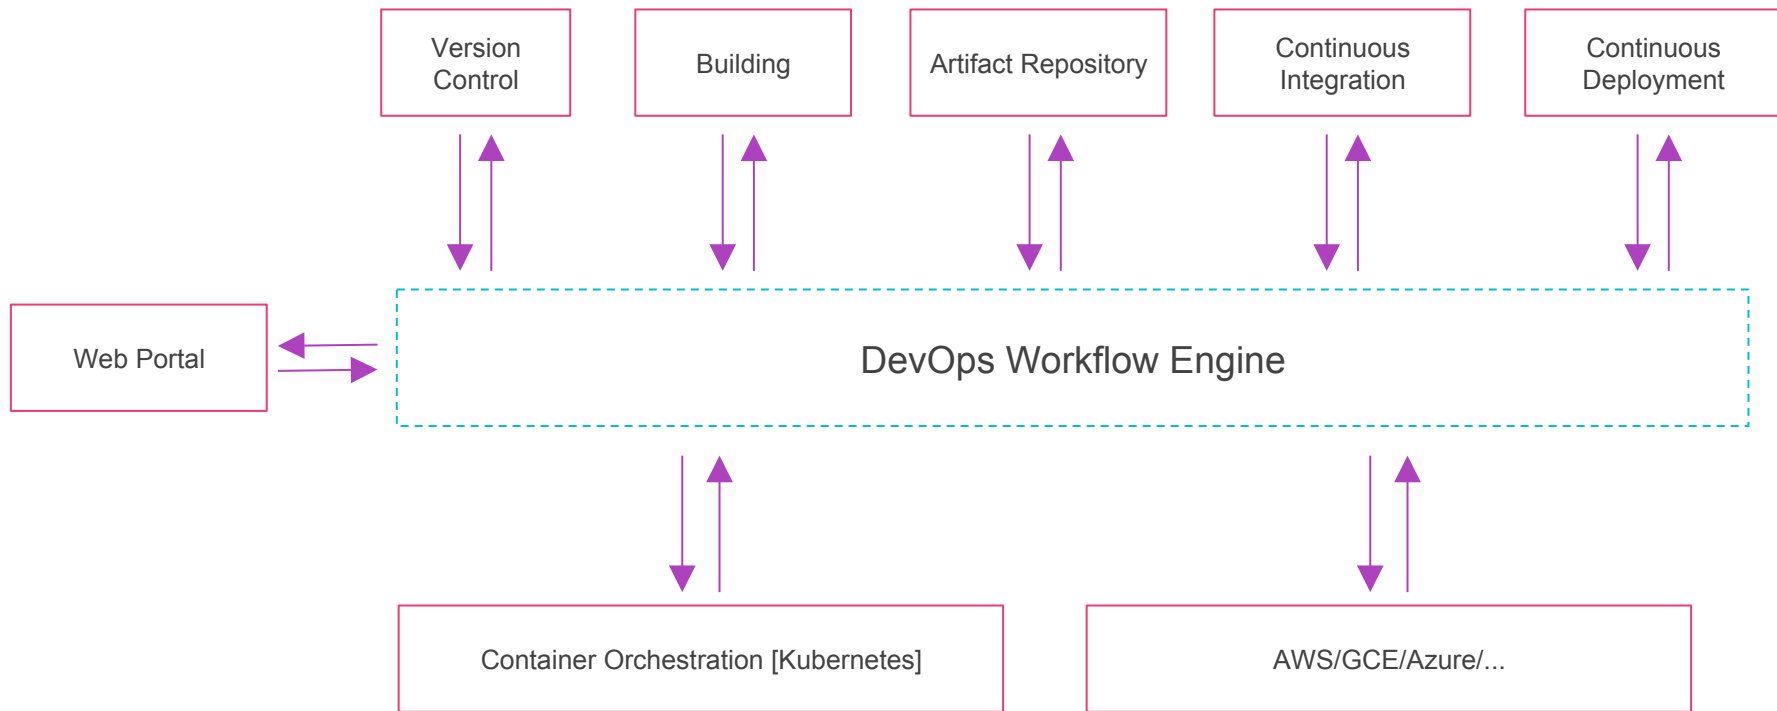 Version
Control
Building
Artifact Repository
Continuous
Integration
Continuous
Deployment
Web Portal
DevOps Workflow Engine
Container Orchestration [Kubernetes]
AWS/GCE/Azure/...